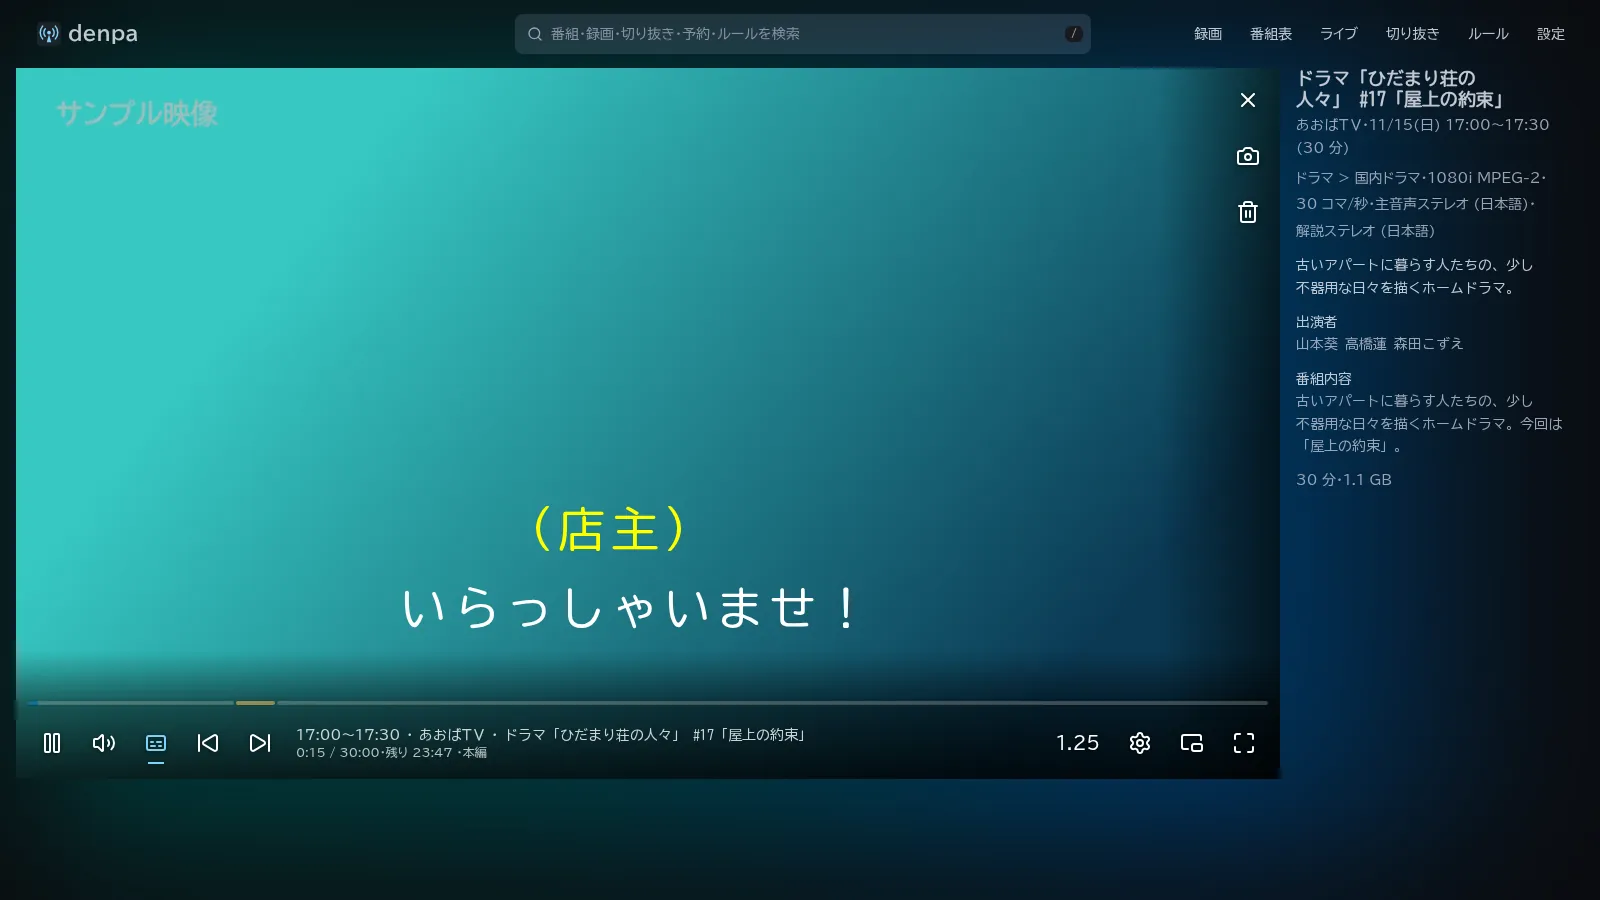 denpa
番組･録画･切り抜き･予約･ルールを検索
/
録画
番組表
ライブ
切り抜き
ルール
設定
サンプル映像
（店主）
いらっしゃいませ！
17:00〜17:30 · あおばTV · ドラマ「ひだまり荘の人々」 #17「屋上の約束」
0:15 / 30:00･残り 23:47 ･本編
1.25
ドラマ「ひだまり荘の
人々」 #17「屋上の約束」
あおばTV･11/15(日) 17:00〜17:30
(30 分)
ドラマ > 国内ドラマ･1080i MPEG-2･
30 コマ/秒･主音声ステレオ (日本語)･
解説ステレオ (日本語)
古いアパートに暮らす人たちの、少し
不器用な日々を描くホームドラマ。
出演者
山本葵 高橋蓮 森田こずえ
番組内容
古いアパートに暮らす人たちの、少し
不器用な日々を描くホームドラマ。今回は
「屋上の約束」。
30 分･1.1 GB